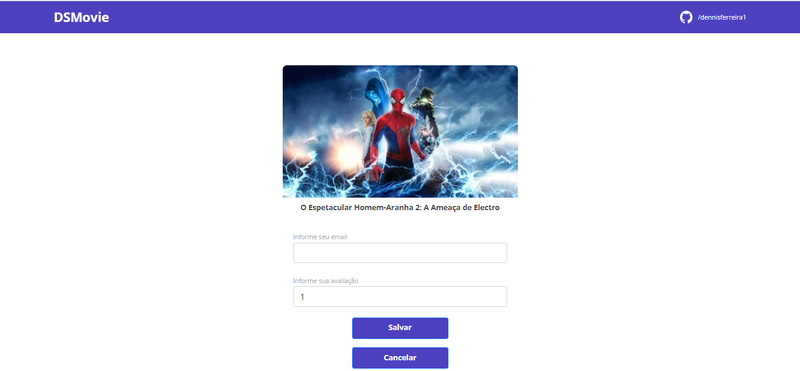 DSMovie
/dennisferreira1
O Espetacular Homem-Aranha 2: A Ameaça de Electro
Informe seu email
Informe sua avaliação
1
Salvar
Cancelar